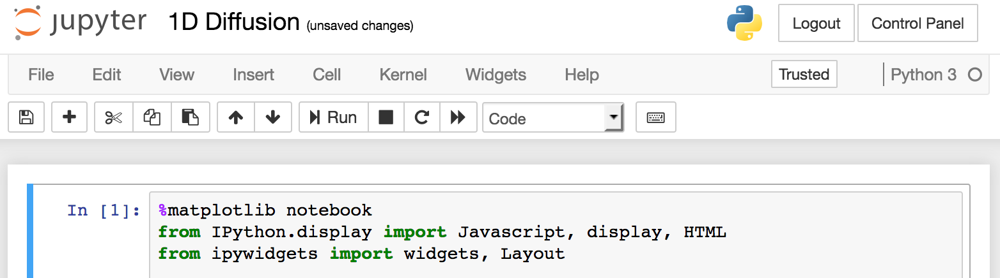 jupyter 1D Diffusion (unsaved changes) Logout Control Panel
File Edit View Insert Cell Kernel Widgets Help Trusted Python 3
Run Code
In [1]: %matplotlib notebook
from IPython.display import Javascript, display, HTML
from ipywidgets import widgets, Layout